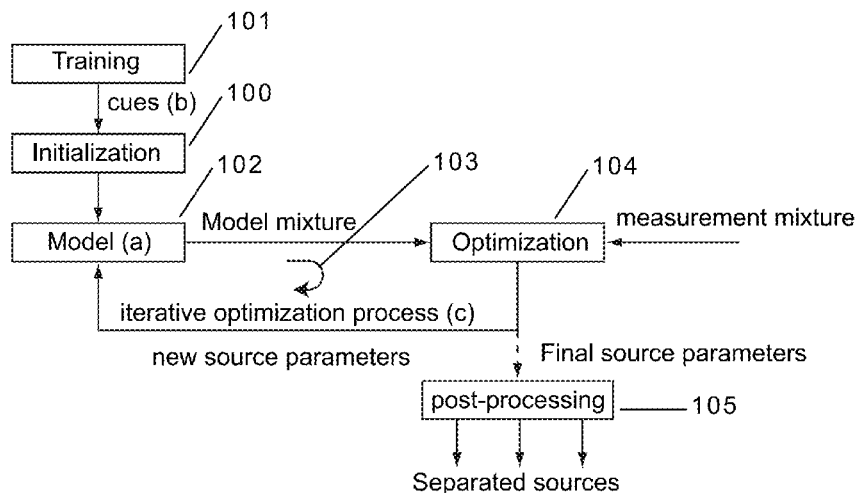 101
Training
cues (b)
100
Initialization
102
103
104
Model mixture
measurement mixture
Model (a)
Optimization
iterative optimization process (c)
new source parameters
Final source parameters
post-processing
105
Separated sources